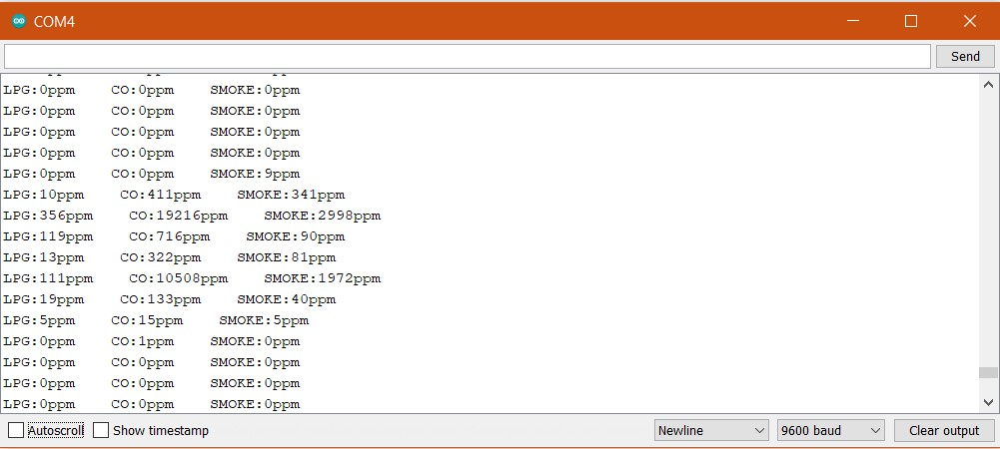 COM4
Send
LPG:0ppm CO:0ppm SMOKE:0ppm
LPG:0ppm CO:0ppm SMOKE:0ppm
LPG:0ppm CO:0ppm SMOKE:0ppm
LPG:0ppm CO:0ppm SMOKE:0ppm
LPG:0ppm CO:0ppm SMOKE:9ppm
LPG:10ppm CO:411ppm SMOKE:341ppm
LPG:356ppm CO:19216ppm SMOKE:2998ppm
LPG:119ppm CO:716ppm SMOKE:90ppm
LPG:13ppm CO:322ppm SMOKE:81ppm
LPG:111ppm CO:10508ppm SMOKE:1972ppm
LPG:19ppm CO:133ppm SMOKE:40ppm
LPG:5ppm CO:15ppm SMOKE:5ppm
LPG:0ppm CO:1ppm SMOKE:0ppm
LPG:0ppm CO:0ppm SMOKE:0ppm
LPG:0ppm CO:0ppm SMOKE:0ppm
LPG:0ppm CO:0ppm SMOKE:0ppm
Autoscroll Show timestamp Newline 9600 baud Clear output